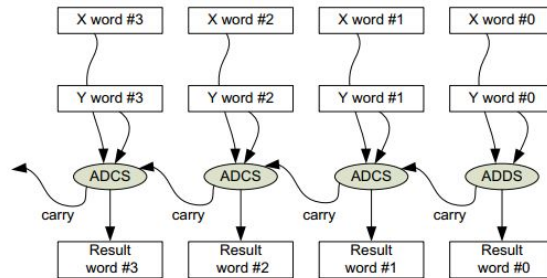 X word #3 X word #2 X word #1 X word #0
Y word #3 Y word #2 Y word #1 Y word #0
ADCS ADCS ADCS ADDS
carry carry carry carry
Result Result Result Result
word #3 word #2 word #1 word #0